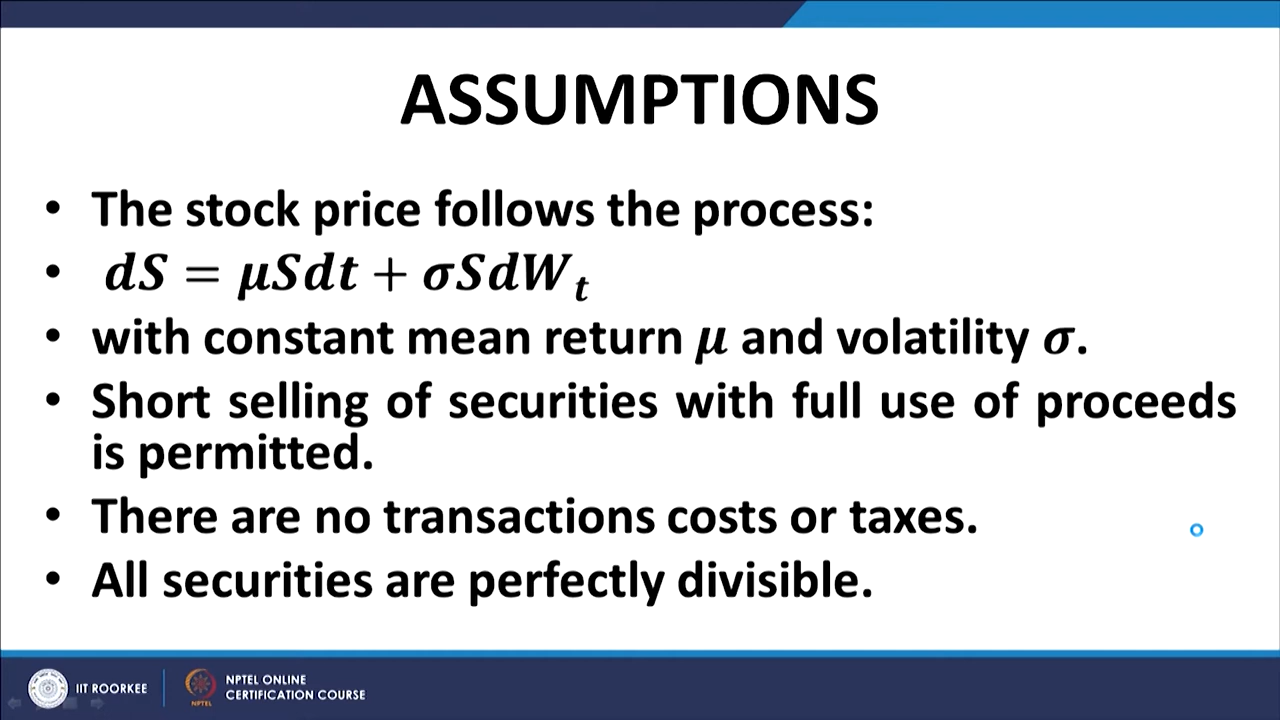 ASSUMPTIONS
• The stock price follows the process:
• dS = μSdt + σSdW_t
• with constant mean return μ and volatility σ.
• Short selling of securities with full use of proceeds
is permitted.
• There are no transactions costs or taxes.
• All securities are perfectly divisible.
IIT ROORKEE
NPTEL
NPTEL ONLINE
CERTIFICATION COURSE